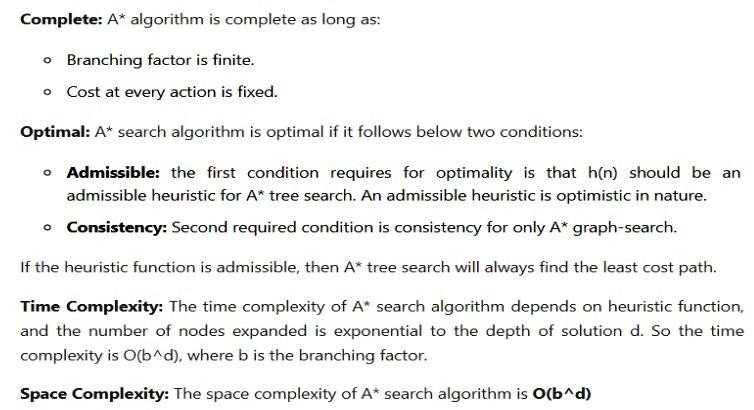 Complete: A* algorithm is complete as long as:
o Branching factor is finite.
o Cost at every action is fixed.
Optimal: A* search algorithm is optimal if it follows below two conditions:
o Admissible: the first condition requires for optimality is that h(n) should be an
admissible heuristic for A* tree search. An admissible heuristic is optimistic in nature.
o Consistency: Second required condition is consistency for only A* graph-search.
If the heuristic function is admissible, then A* tree search will always find the least cost path.
Time Complexity: The time complexity of A* search algorithm depends on heuristic function,
and the number of nodes expanded is exponential to the depth of solution d. So the time
complexity is O(b^d), where b is the branching factor.
Space Complexity: The space complexity of A* search algorithm is O(b^d)